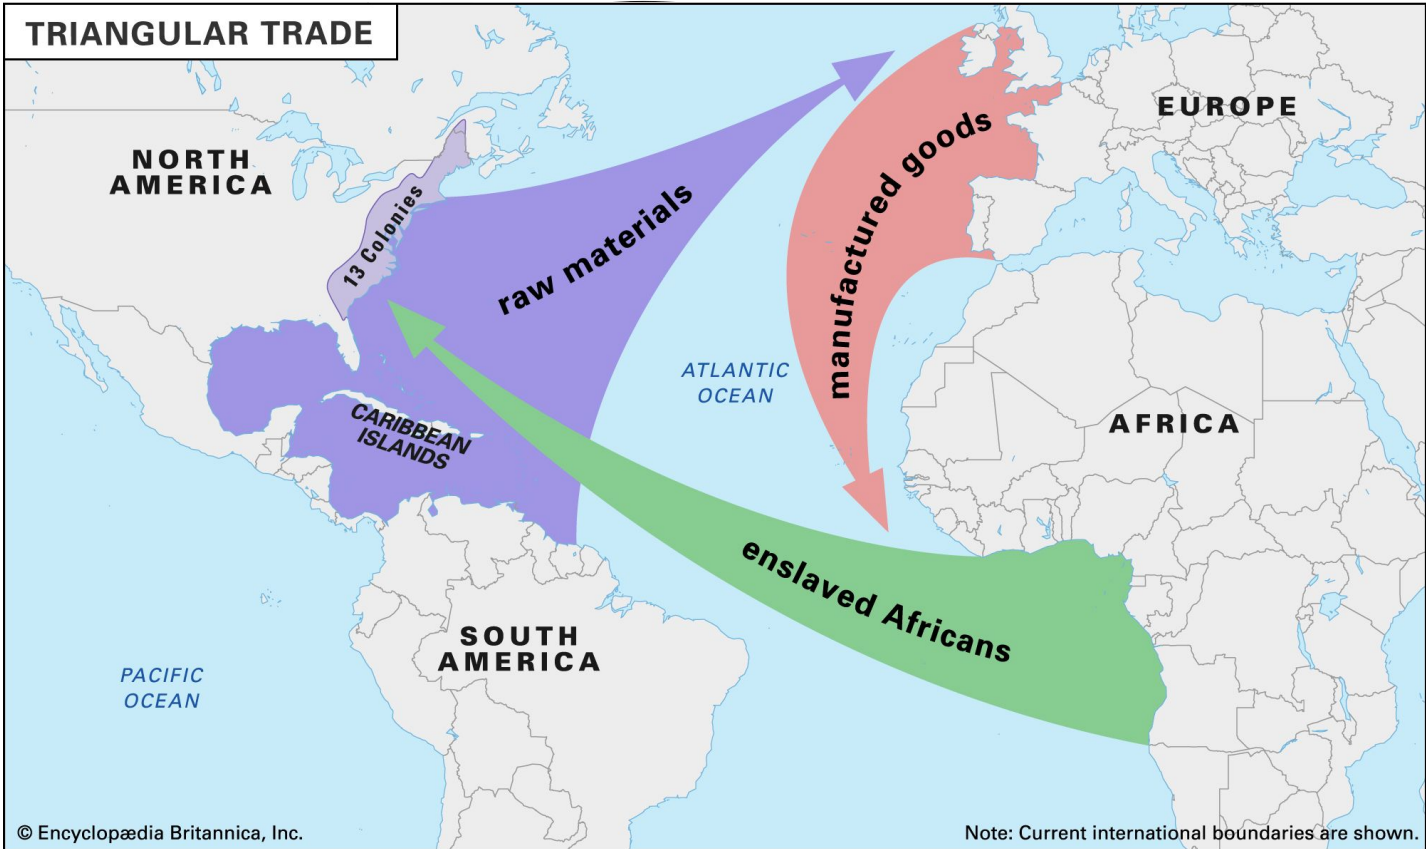 TRIANGULAR TRADE
EUROPE
NORTH
AMERICA
13 Colonies
raw materials
manufactured goods
ATLANTIC
OCEAN
CARIBBEAN
ISLANDS
AFRICA
enslaved Africans
SOUTH
AMERICA
PACIFIC
OCEAN
© Encyclopædia Britannica, Inc.
Note: Current international boundaries are shown.